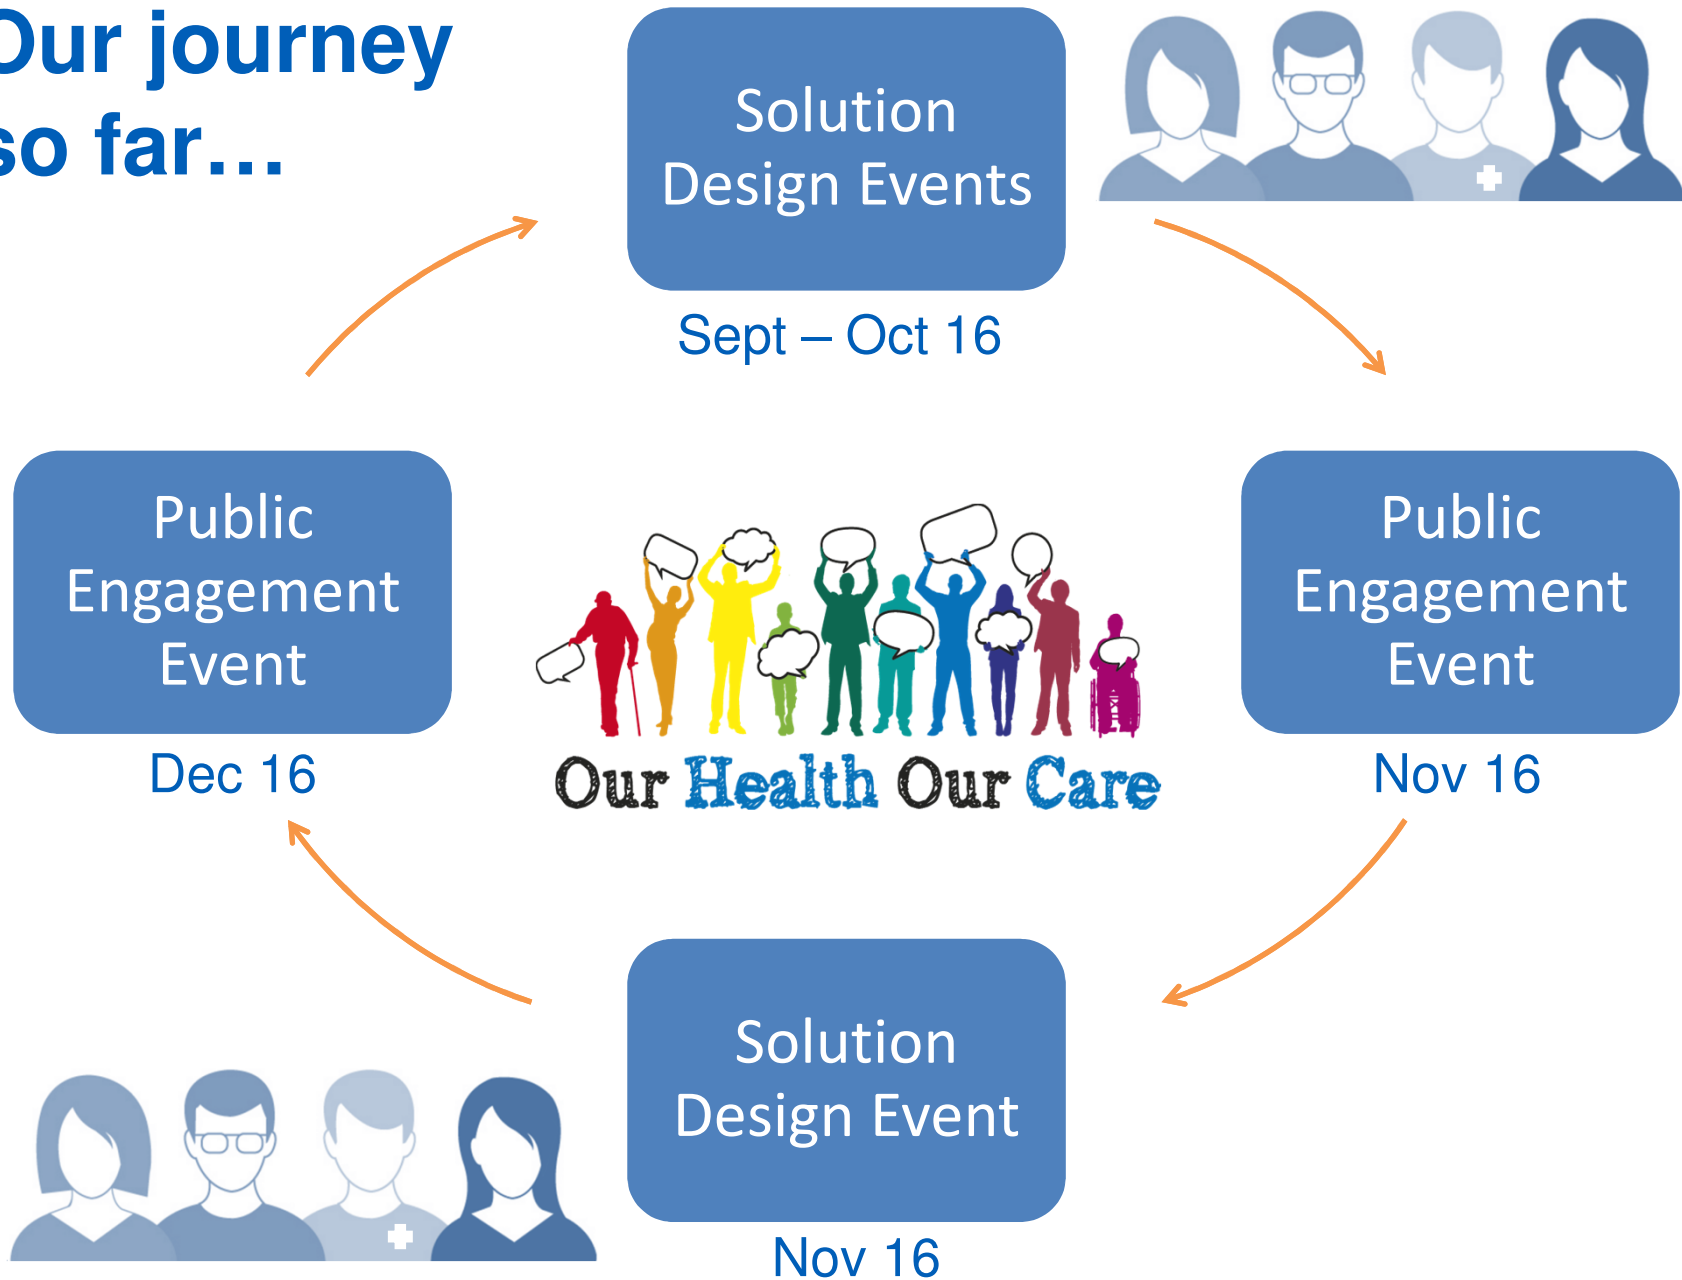 Our journey
so far...
Solution
Design Events
Sept – Oct 16
Public
Engagement
Event
Nov 16
Solution
Design Event
Nov 16
Public
Engagement
Event
Dec 16
Our Health Our Care